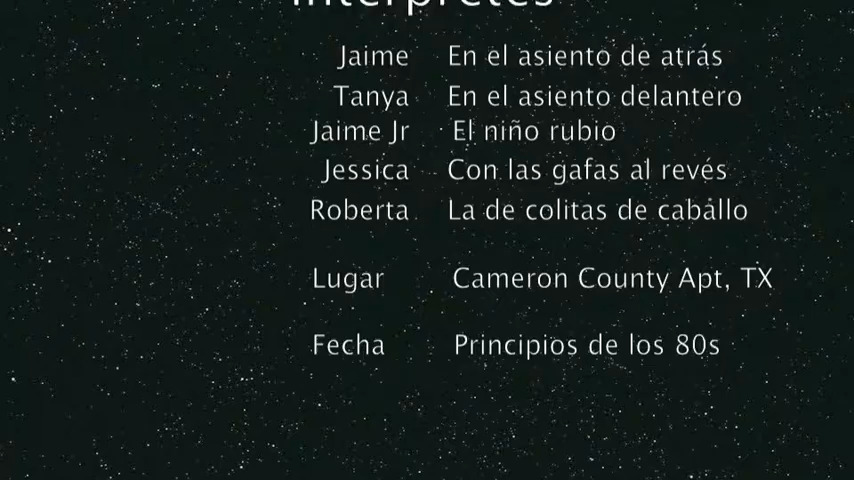 Intérpretes
Jaime En el asiento de atrás
Tanya En el asiento delantero
Jaime Jr El niño rubio
Jessica Con las gafas al revés
Roberta La de colitas de caballo
Lugar Cameron County Apt, TX
Fecha Principios de los 80s